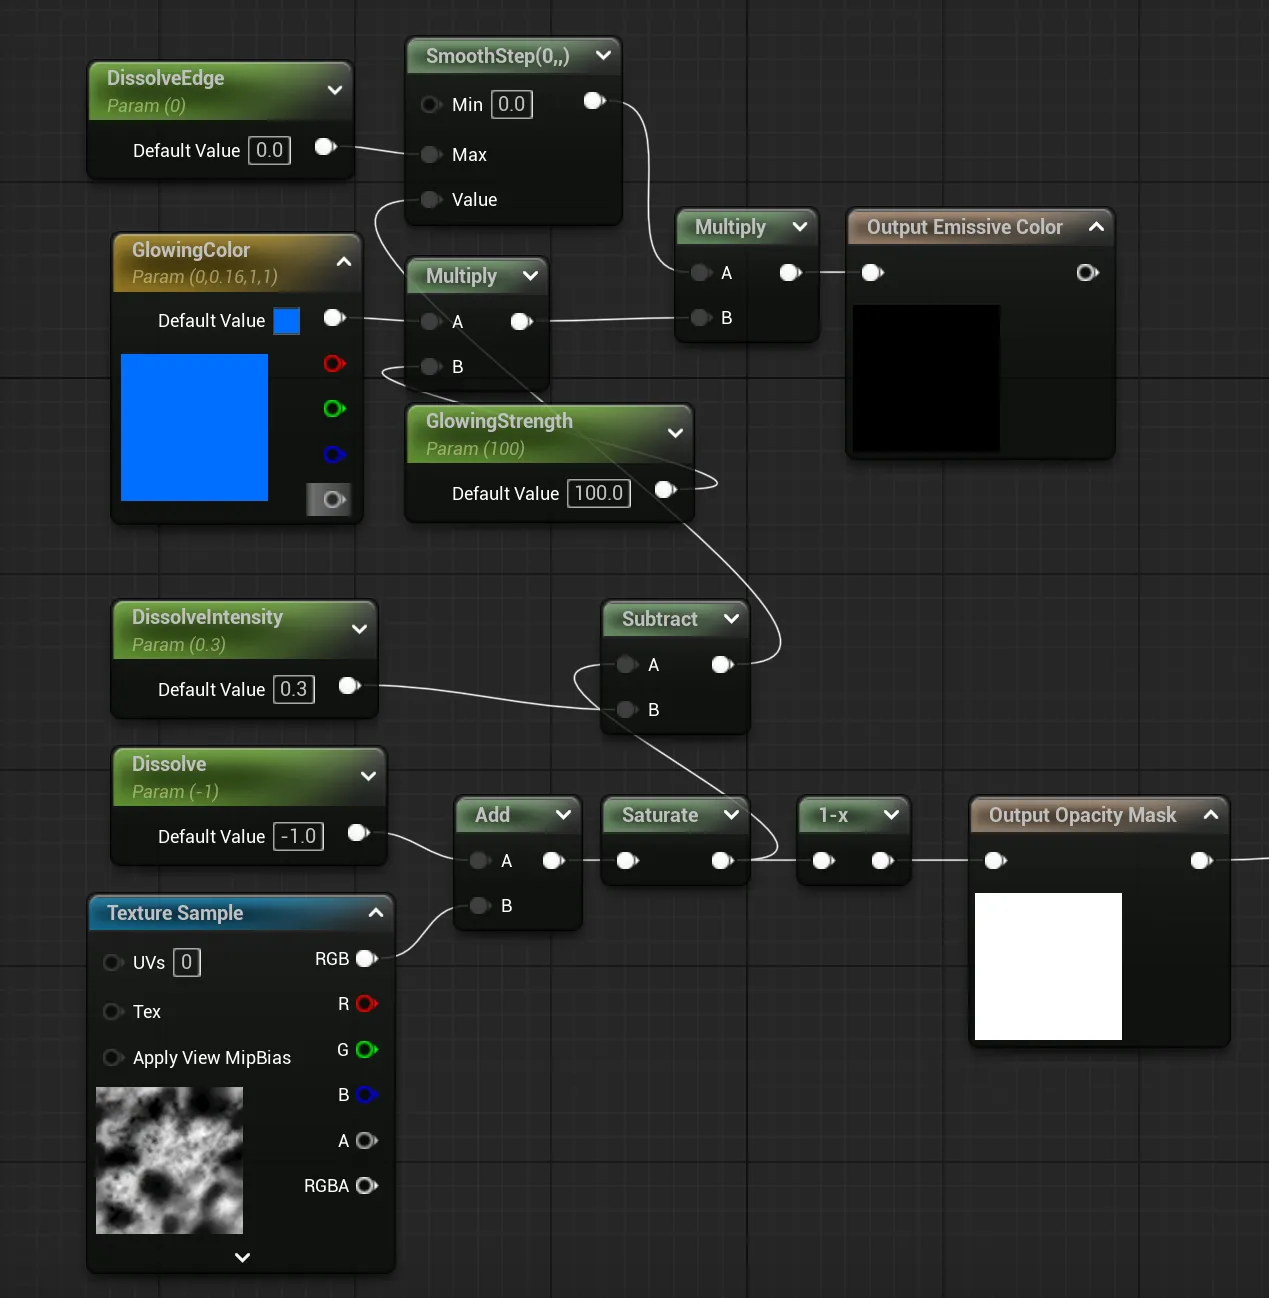 DissolveEdge
Param (0)
Default Value 0.0
SmoothStep(0,,)
Min 0.0
Max
Value
GlowingColor
Param (0,0.16,1,1)
Default Value
Multiply
A
B
Multiply
A
B
Output Emissive Color
GlowingStrength
Param (100)
Default Value 100.0
DissolveIntensity
Param (0.3)
Default Value 0.3
Subtract
A
B
Dissolve
Param (-1)
Default Value -1.0
Add
A
B
Saturate
1-x
Output Opacity Mask
Texture Sample
UVs 0
RGB
R
Tex
G
Apply View MipBias
B
A
RGBA